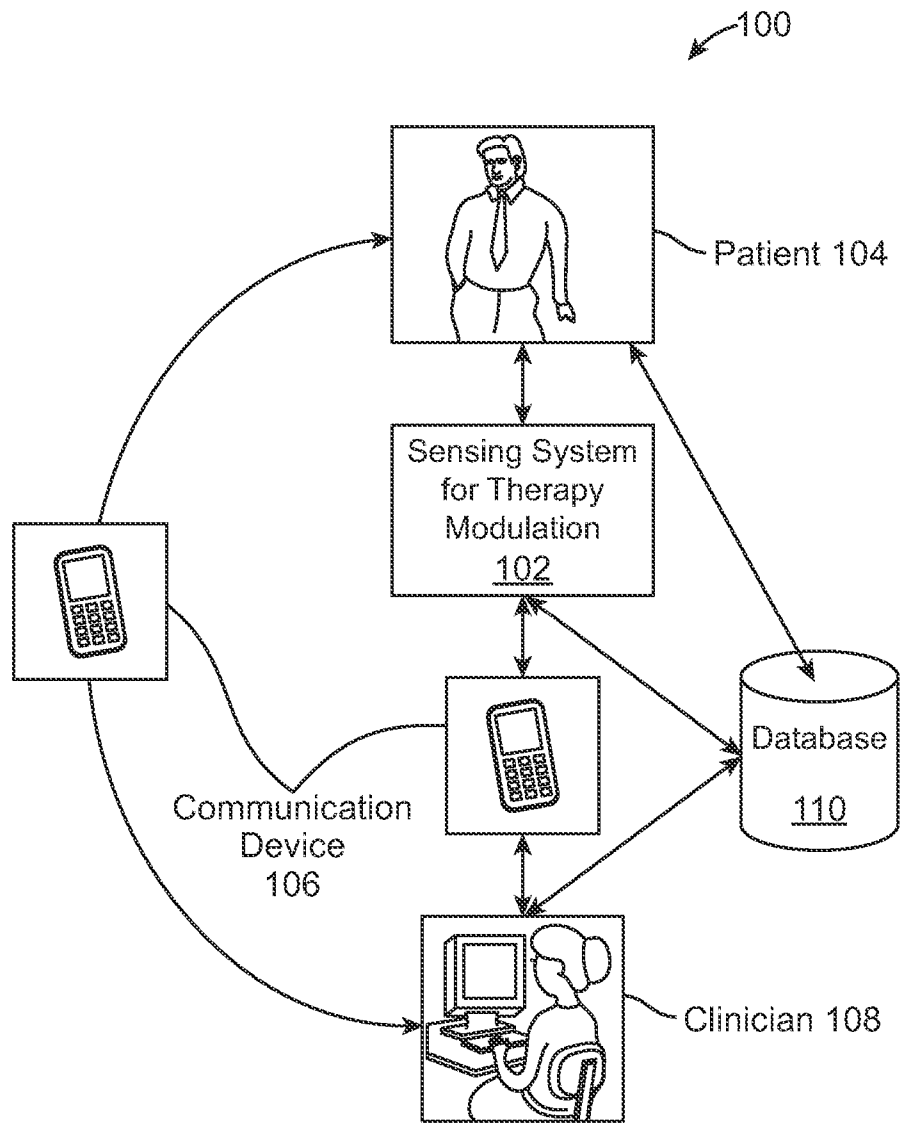 100
Patient 104
Sensing System
for Therapy
Modulation
102
Database
110
Communication
Device
106
Clinician 108